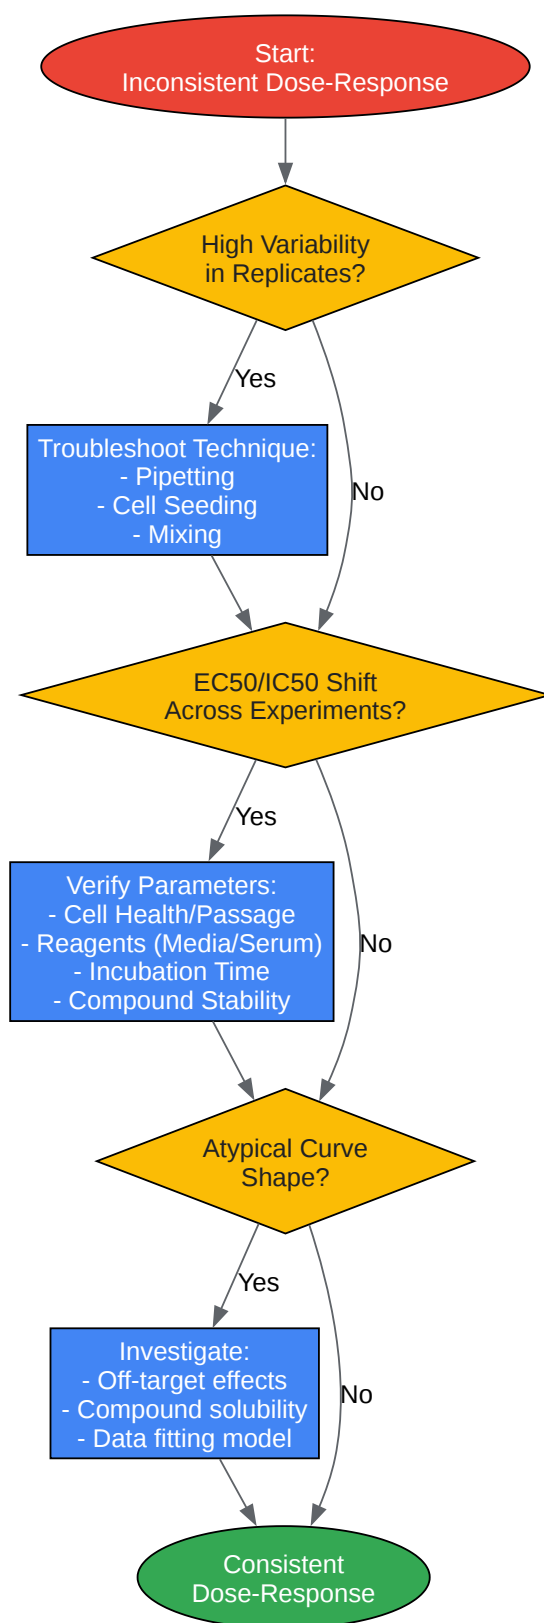 Start:
Inconsistent Dose-Response
High Variability
in Replicates?
Yes
No
Troubleshoot Technique:
- Pipetting
- Cell Seeding
- Mixing
EC50/IC50 Shift
Across Experiments?
Yes
No
Verify Parameters:
- Cell Health/Passage
- Reagents (Media/Serum)
- Incubation Time
- Compound Stability
Atypical Curve
Shape?
Yes
No
Investigate:
- Off-target effects
- Compound solubility
- Data fitting model
Consistent
Dose-Response